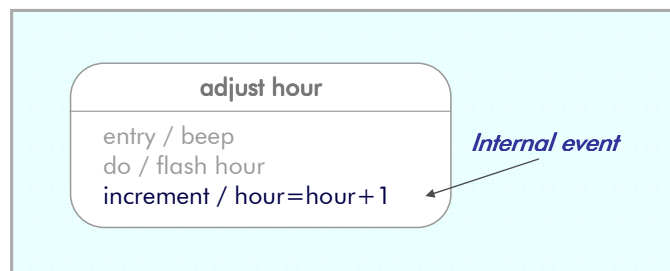 adjust hour
entry / beep
do / flash hour
increment / hour=hour+1
Internal event